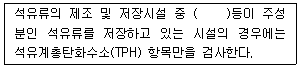 석유류의 제조 및 저장시설 중 (    )등이 주성
분인 석유류를 저장하고 있는 시설의 경우에는
석유계총탄화수소(TPH) 항목만을 검사한다.